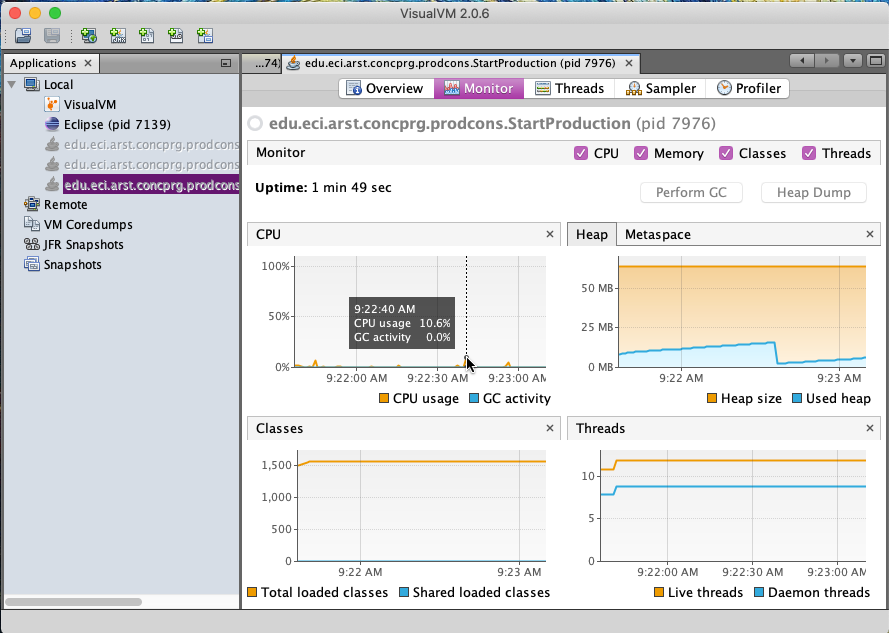 VisualVM 2.0.6
Applications
...74)
edu.eci.arst.concprg.prodcons.StartProduction (pid 7976)
Local
VisualVM
Eclipse (pid 7139)
edu.eci.arst.concprg.prodcons
edu.eci.arst.concprg.prodcons
edu.eci.arst.concprg.prodcons
Remote
VM Coredumps
JFR Snapshots
Snapshots
Overview Monitor Threads Sampler Profiler
edu.eci.arst.concprg.prodcons.StartProduction (pid 7976)
Monitor CPU Memory Classes Threads
Uptime: 1 min 49 sec
Perform GC Heap Dump
CPU
100%
50%
0%
9:22:40 AM
CPU usage 10.6%
GC activity 0.0%
9:22:00 AM 9:22:30 AM 9:23:00 AM
CPU usage GC activity
Heap Metaspace
50 MB
25 MB
0 MB
9:22 AM 9:23 AM
Heap size Used heap
Classes
1,500
1,000
500
0
9:22 AM 9:23 AM
Total loaded classes Shared loaded classes
Threads
10
5
0
9:22:00 AM 9:22:30 AM 9:23:00 AM
Live threads Daemon threads